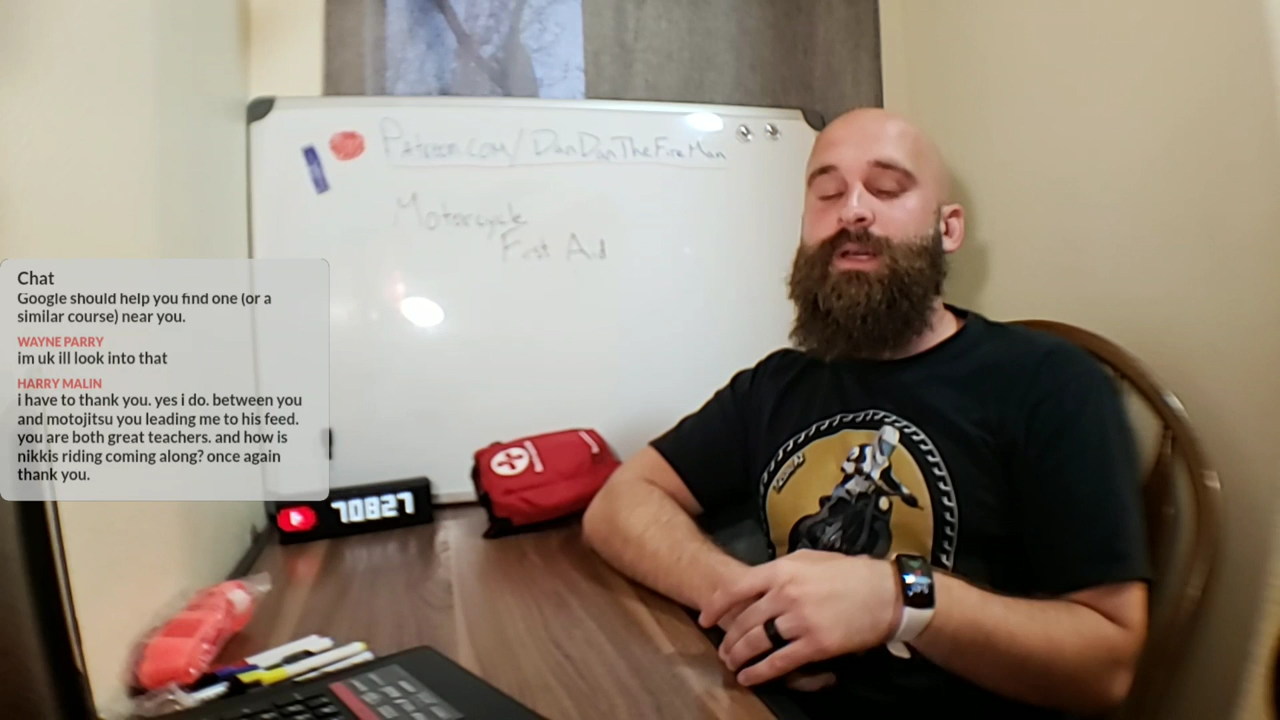 Patreon.com/DanDanTheFireMan
Motorcycle
First Aid
Chat
Google should help you find one (or a
similar course) near you.
WAYNE PARRY
im uk ill look into that
HARRY MALIN
i have to thank you. yes i do. between you
and motojitsu you leading me to his feed.
you are both great teachers. and how is
nikkis riding coming along? once again
thank you.
70827